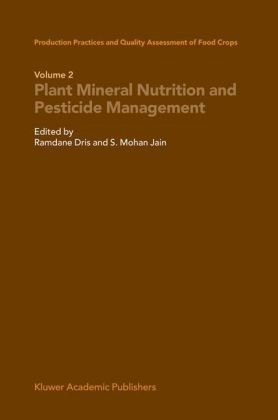 Production Practices and Quality Assessment of Food Crops
Volume 2
Plant Mineral Nutrition and
Pesticide Management
Edited by
Ramdane Dris and S. Mohan Jain
Kluwer Academic Publishers